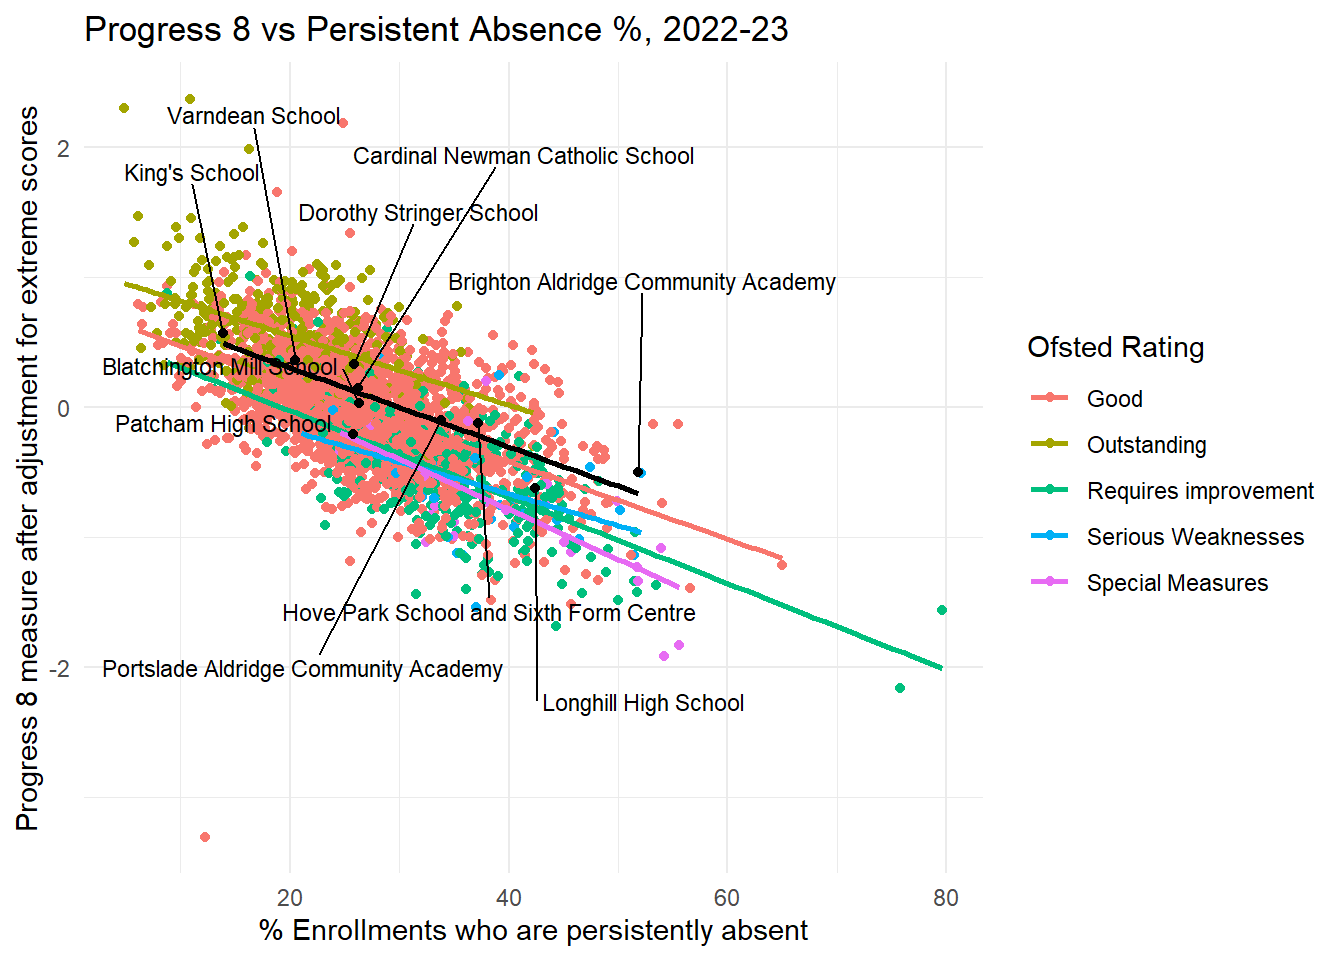 Progress 8 vs Persistent Absence %, 2022-23
Progress 8 measure after adjustment for extreme scores
2
0
-2
Varndean School
Cardinal Newman Catholic School
King's School
Dorothy Stringer School
Brighton Aldridge Community Academy
Blatchington Mill School
Patcham High School
Hove Park School and Sixth Form Centre
Portslade Aldridge Community Academy
Longhill High School
20
40
60
80
% Enrollments who are persistently absent
Ofsted Rating
Good
Outstanding
Requires improvement
Serious Weaknesses
Special Measures